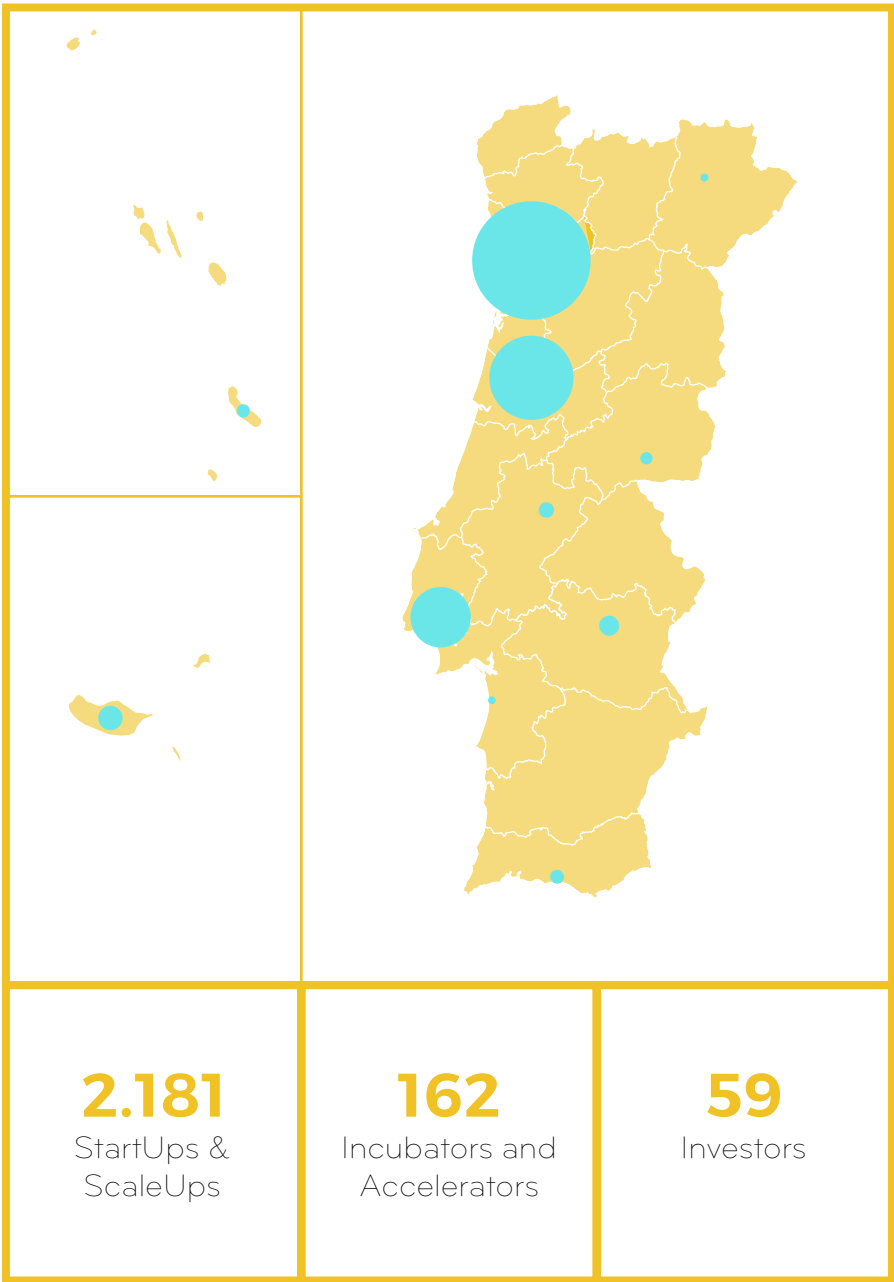 2.181
StartUps &
ScaleUps
162
Incubators and
Accelerators
59
Investors